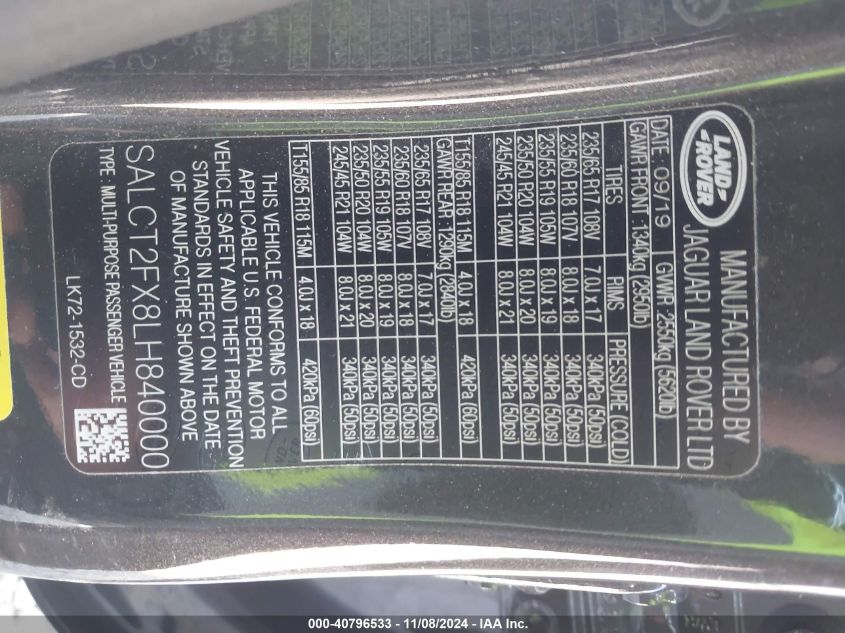 LAND
ROVER
MANUFACTURED BY
JAGUAR LAND ROVER LTD
DATE: 09/19 GVWR: 2550kg (5620lb)
GAWR FRONT: 1340kg (2950lb)
TIRES RIMS PRESSURE (COLD)
235/65 R17 108V 7.0J x 17 340kPa (50psi)
235/60 R18 107V 8.0J x 18 340kPa (50psi)
235/55 R19 105W 8.0J x 19 340kPa (50psi)
235/50 R20 104W 8.0J x 20 340kPa (50psi)
245/45 R21 104W 8.0J x 21 340kPa (50psi)
T155/85 R18 115M 4.0J x 18 420kPa (60psi)
GAWR REAR: 1290kg (2840lb)
235/65 R17 108V 7.0J x 17 340kPa (50psi)
235/60 R18 107V 8.0J x 18 340kPa (50psi)
235/55 R19 105W 8.0J x 19 340kPa (50psi)
235/50 R20 104W 8.0J x 20 340kPa (50psi)
245/45 R21 104W 8.0J x 21 340kPa (50psi)
T155/85 R18 115M 4.0J x 18 420kPa (60psi)
THIS VEHICLE CONFORMS TO ALL
APPLICABLE U.S. FEDERAL MOTOR
VEHICLE SAFETY AND THEFT PREVENTION
STANDARDS IN EFFECT ON THE DATE
OF MANUFACTURE SHOWN ABOVE
SALCT2FX8LH840000
TYPE : MULTI-PURPOSE PASSENGER VEHICLE
LK72-1532-CD
000-40796533 - 11/08/2024 - IAA Inc.